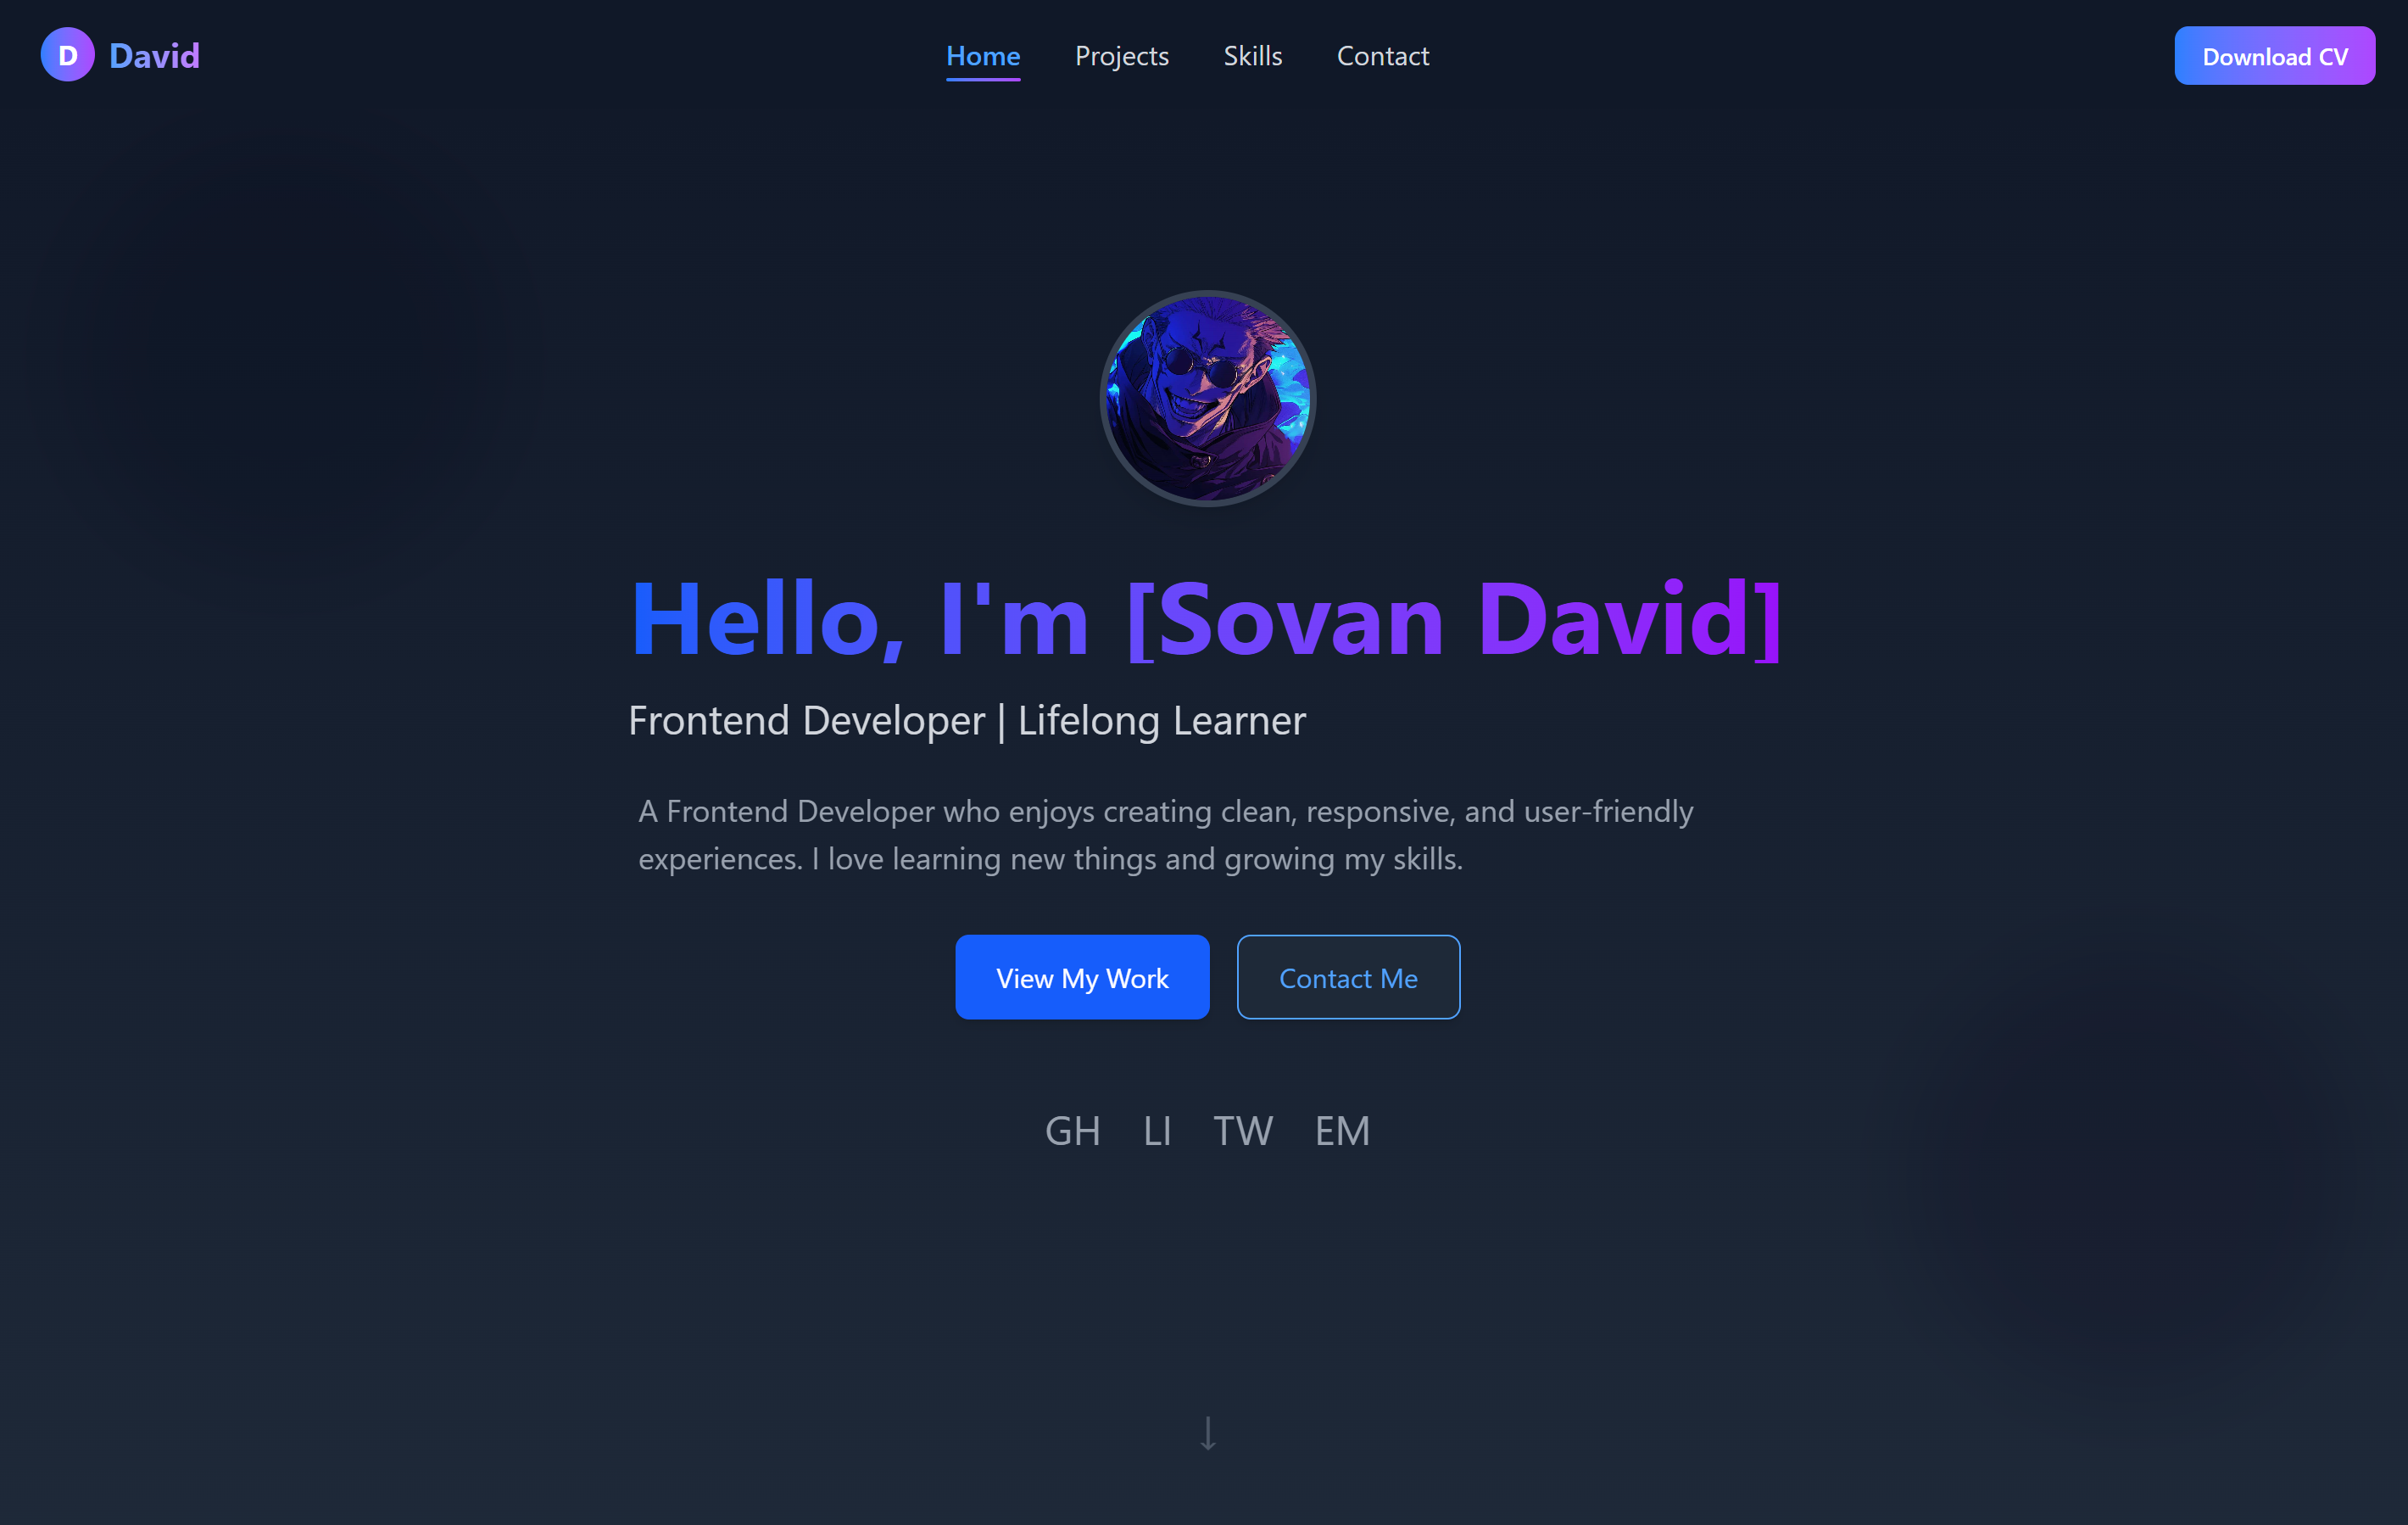 D David
Home Projects Skills Contact
Download CV
Hello, I'm [Sovan David]
Frontend Developer | Lifelong Learner
A Frontend Developer who enjoys creating clean, responsive, and user-friendly
experiences. I love learning new things and growing my skills.
View My Work
Contact Me
GH LI TW EM
↓